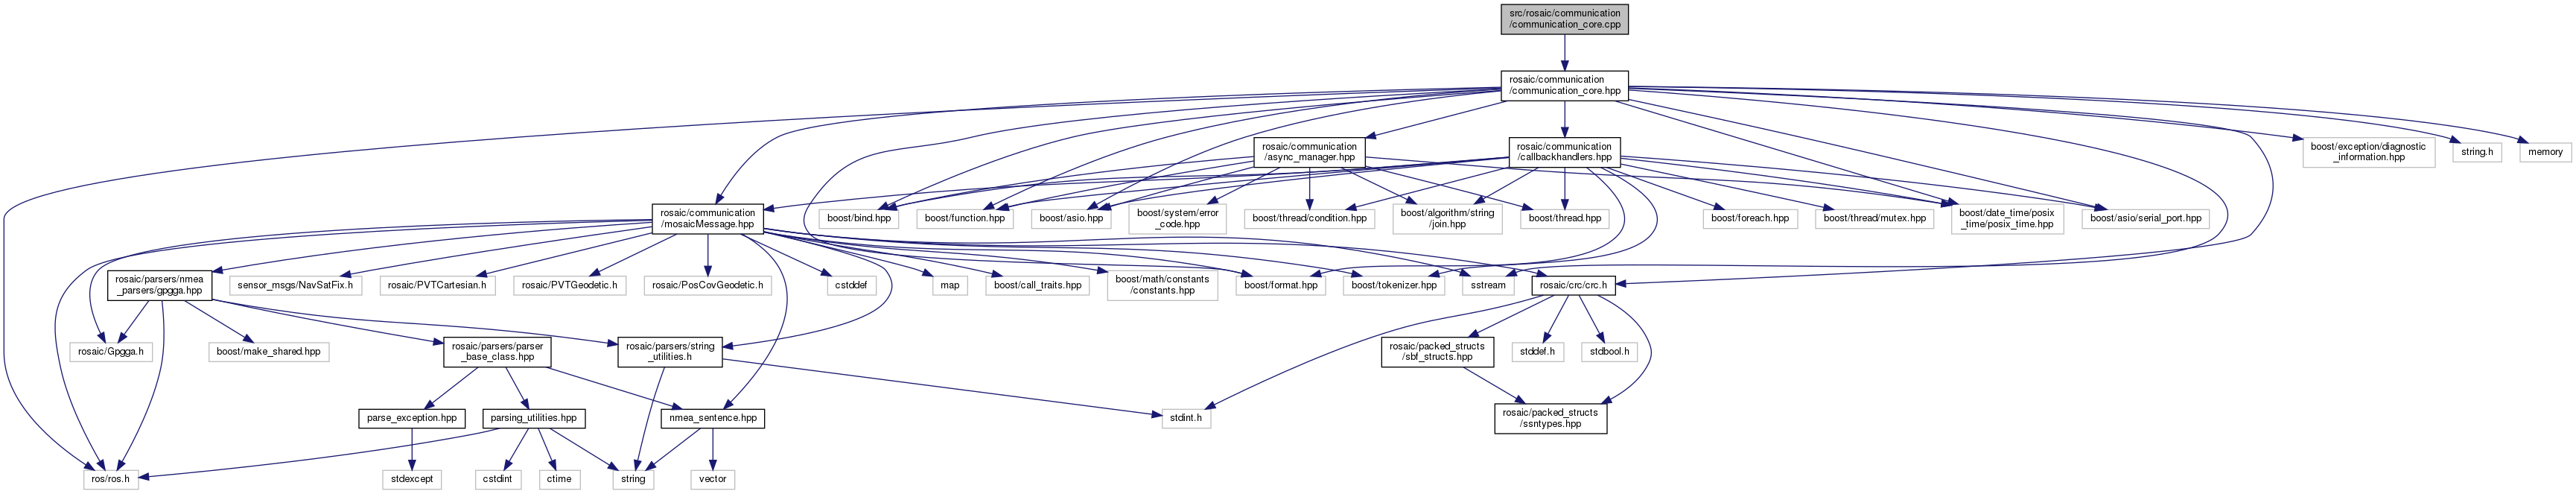 src/rosaic/communication
/communication_core.cpp
rosaic/communication
/communication_core.hpp
rosaic/communication
/async_manager.hpp
rosaic/communication
/callbackhandlers.hpp
boost/exception/diagnostic
_information.hpp
string.h
memory
rosaic/communication
/mosaicMessage.hpp
boost/bind.hpp
boost/function.hpp
boost/asio.hpp
boost/system/error
_code.hpp
boost/thread/condition.hpp
boost/algorithm/string
/join.hpp
boost/thread.hpp
boost/foreach.hpp
boost/thread/mutex.hpp
boost/date_time/posix
_time/posix_time.hpp
boost/asio/serial_port.hpp
rosaic/parsers/nmea
_parsers/gpgga.hpp
sensor_msgs/NavSatFix.h
rosaic/PVTCartesian.h
rosaic/PVTGeodetic.h
rosaic/PosCovGeodetic.h
cstddef
map
boost/call_traits.hpp
boost/math/constants
/constants.hpp
boost/format.hpp
boost/tokenizer.hpp
sstream
rosaic/crc/crc.h
rosaic/Gpgga.h
boost/make_shared.hpp
rosaic/parsers/parser
_base_class.hpp
rosaic/parsers/string
_utilities.h
rosaic/packed_structs
/sbf_structs.hpp
stddef.h
stdbool.h
parse_exception.hpp
parsing_utilities.hpp
nmea_sentence.hpp
stdint.h
rosaic/packed_structs
/ssntypes.hpp
ros/ros.h
stdexcept
cstdint
ctime
string
vector